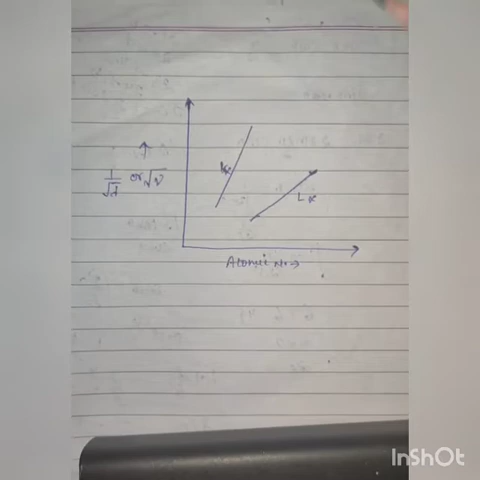 1/√λ or √ν
Kα
Lα
Atomic no →
InShOt